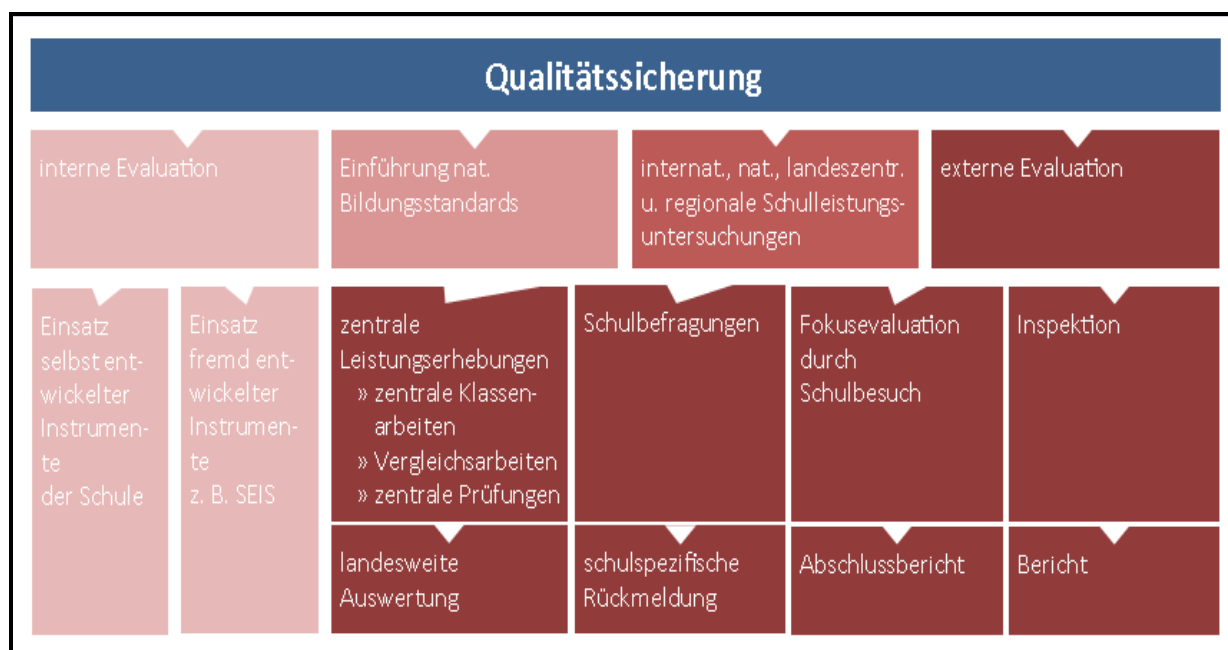 Qualitätssicherung
interne Evaluation
Einführung nat.
Bildungsstandards
internat., nat., landeszentr.
u. regionale Schulleistungs-
untersuchungen
externe Evaluation
Einsatz
selbst ent-
wickelter
Instrumen-
te
der Schule
Einsatz
fremd ent-
wickelter
Instrumen-
te
z. B. SEIS
zentrale
Leistungserhebungen
» zentrale Klassen-
arbeiten
» Vergleichsarbeiten
» zentrale Prüfungen
Schulbefragungen
Fokusevaluation
durch
Schulbesuch
Inspektion
landesweite
Auswertung
schulspezifische
Rückmeldung
Abschlussbericht
Bericht